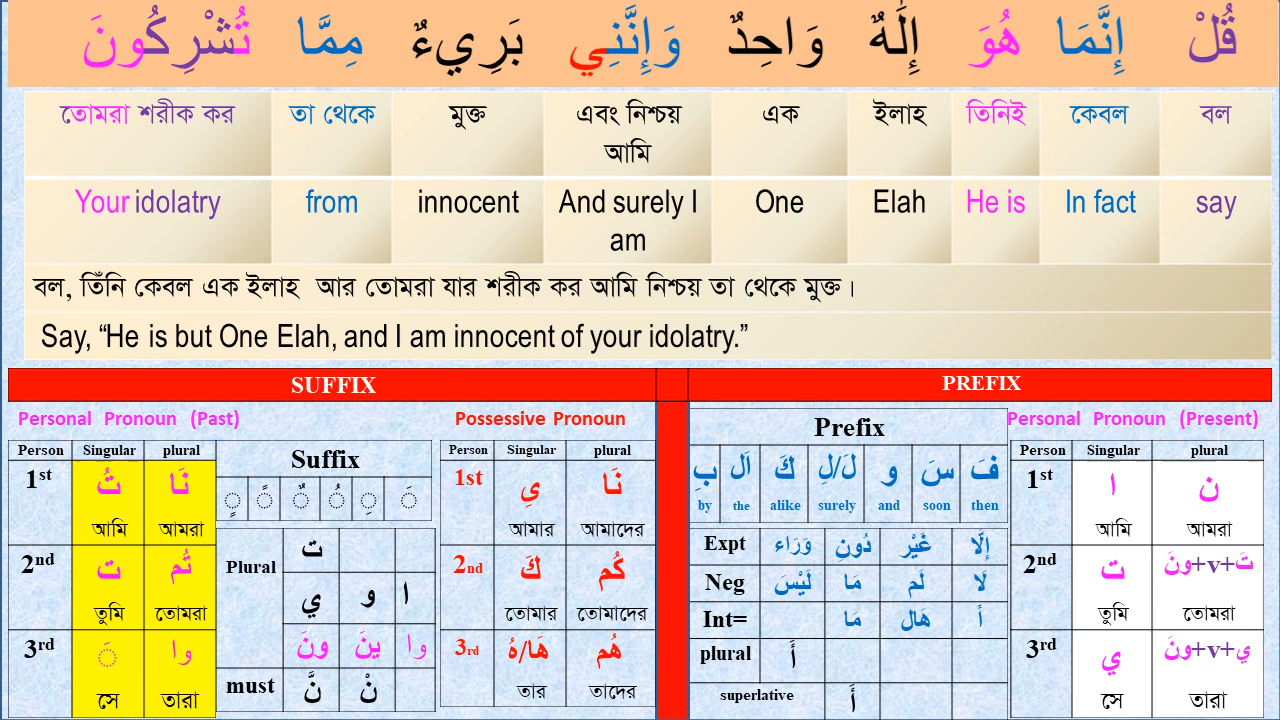 قُلْ إِنَّمَا هُوَ إِلَٰهٌ وَاحِدٌ وَإِنَّنِي بَرِيءٌ مِمَّا تُشْرِكُونَ
তোমরা শরীক কর তা থেকে মুক্ত এবং নিশ্চয় আমি এক ইলাহ তিনিই কেবল বল
Your idolatry from innocent And surely I am One Elah He is In fact say
বল, তিঁনি কেবল এক ইলাহ আর তোমরা যার শরীক কর আমি নিশ্চয় তা থেকে মুক্ত।
Say, “He is but One Elah, and I am innocent of your idolatry.”
SUFFIX
Personal Pronoun (Past)
Person Singular plural
1st تُ نَا
আমি আমরা
2nd ت تُم
তুমি তোমরা
3rd َ وا
সে তারা
Suffix
ٍ ً ٌ ُ ِ َ
Plural ت
ي و ا
ونَ ينَ وا
must نَّ نْ
Possessive Pronoun
Person Singular plural
1st ىِ نَا
আমার আমাদের
2nd كَ كُم
তোমার তোমাদের
3rd هَا/هُ هُم
তার তাদের
PREFIX
Prefix
بِ اَل كَ لَ/لِ و سَ فَ
by the alike surely and soon then
Expt وَرَاء دُونِ غَيْر إِلَّا
Neg لَيْسَ مَا لَم لَا
Int= مَا هَال أَ
plural أَ
superlative أَ
Personal Pronoun (Present)
Person Singular plural
1st ا ن
আমি আমরা
2nd ت تَ+v+ونَ
তুমি তোমরা
3rd ي ي+v+ونَ
সে তারা